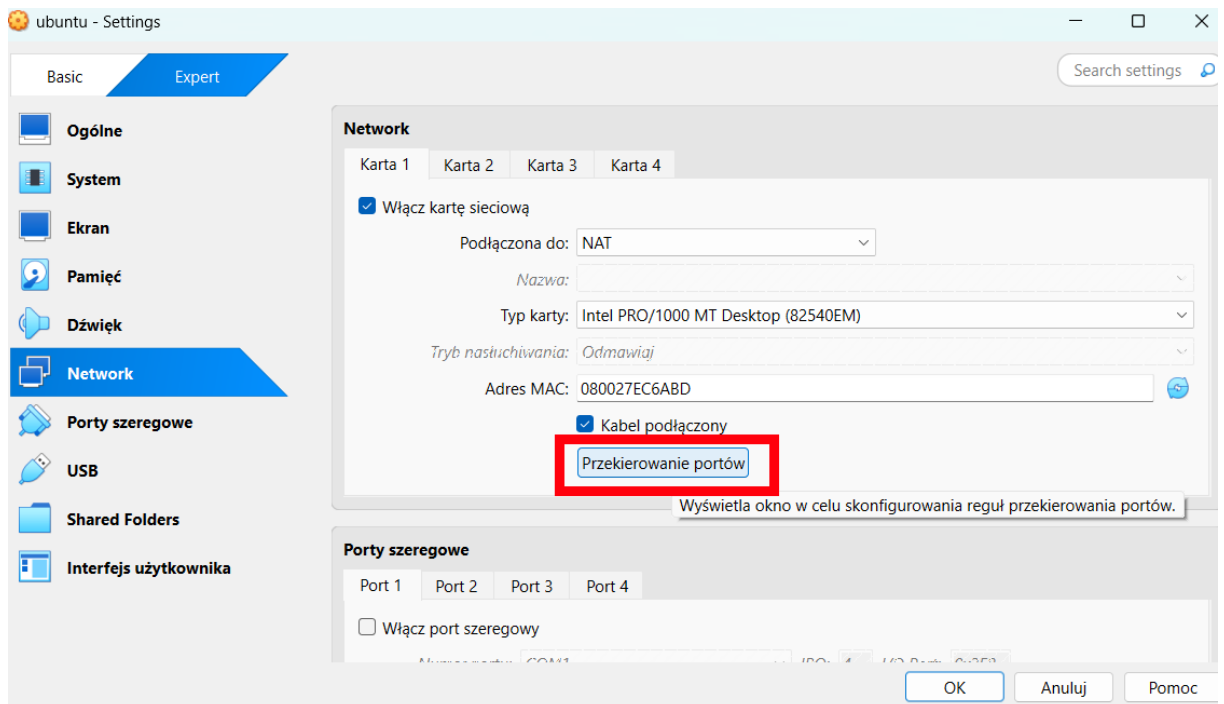 ubuntu - Settings
Basic
Expert
Search settings
Ogólne
System
Ekran
Pamięć
Dźwięk
Network
Porty szeregowe
USB
Shared Folders
Interfejs użytkownika
Network
Karta 1 Karta 2 Karta 3 Karta 4
Włącz kartę sieciową
Podłączona do: NAT
Nazwa:
Typ karty: Intel PRO/1000 MT Desktop (82540EM)
Tryb nasłuchiwania: Odmawiaj
Adres MAC: 080027EC6ABD
Kabel podłączony
Przekierowanie portów
Wyświetla okno w celu skonfigurowania reguł przekierowania portów.
Porty szeregowe
Port 1 Port 2 Port 3 Port 4
Włącz port szeregowy
OK Anuluj Pomoc